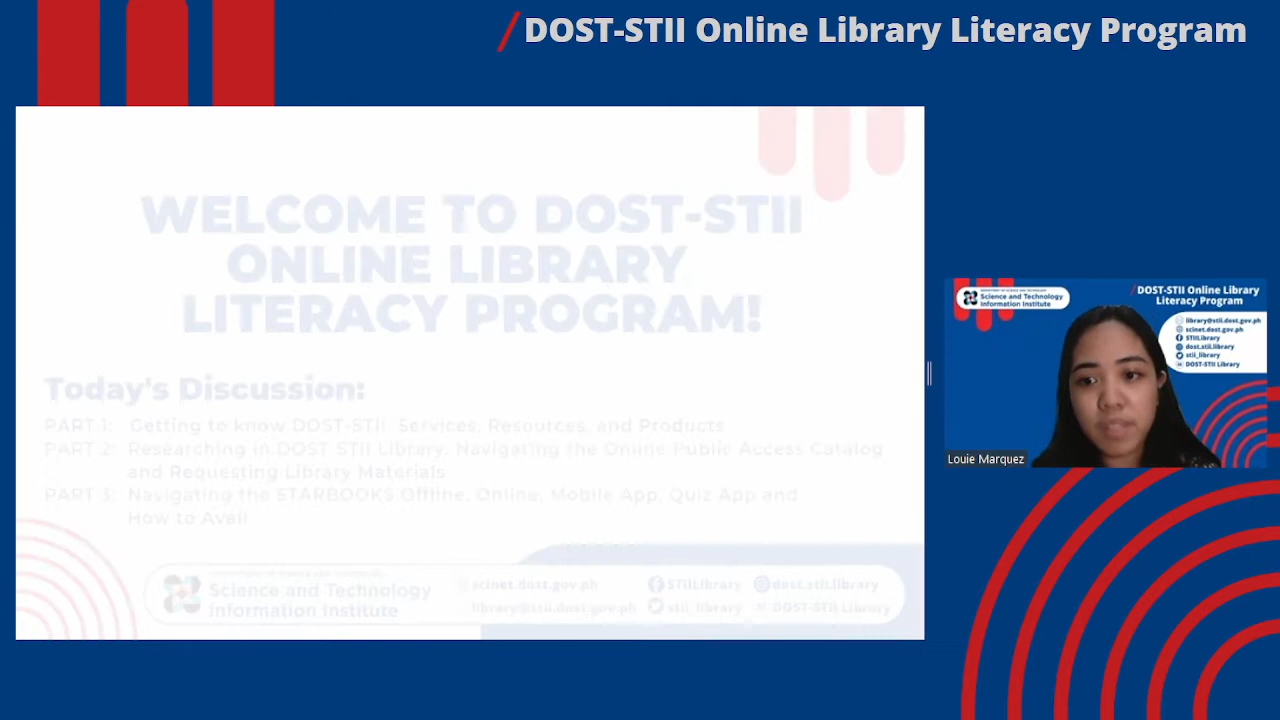 /DOST-STII Online Library Literacy Program
WELCOME TO DOST-STII
ONLINE LIBRARY
LITERACY PROGRAM!
Today's Discussion:
PART 1: Getting to know DOST-STII Services, Resources, and Products
PART 2: Researching in DOST STII Library: Navigating the Online Public Access Catalog
and Requesting Library Materials
PART 3: Navigating the STARBOOKS Offline, Online, Mobile App, Quiz App and
How to Avail
Science and Technology
Information Institute
scinet.dost.gov.ph
STIILibrary
dost.stii.library
library@stii.dost.gov.ph
stii_library
DOST-STII Library
DEPARTMENT OF SCIENCE AND TECHNOLOGY
Science and Technology
Information Institute
/DOST-STII Online Library
Literacy Program
library@stii.dost.gov.ph
scinet.dost.gov.ph
STIILibrary
dost.stii.library
stii_library
DOST-STII Library
Louie Marquez